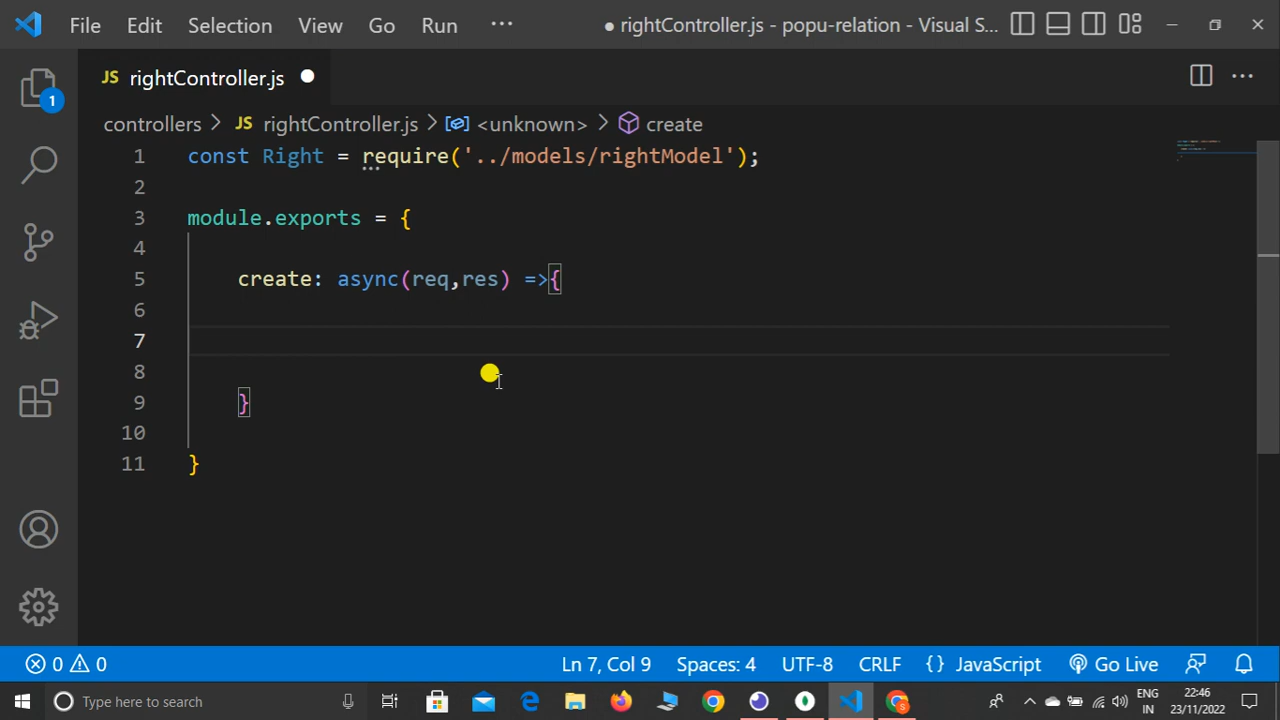 File Edit Selection View Go Run ··· ● rightController.js - popu-relation - Visual S...
JS rightController.js ●
controllers > JS rightController.js > <unknown> > create
1 const Right = require('../models/rightModel');
2
3 module.exports = {
4
5 create: async(req,res) =>{
6
7
8
9 }
10
11 }
1
0 0 Ln 7, Col 9 Spaces: 4 UTF-8 CRLF {} JavaScript Go Live
Type here to search
S
ENG
IN
22:46
23/11/2022